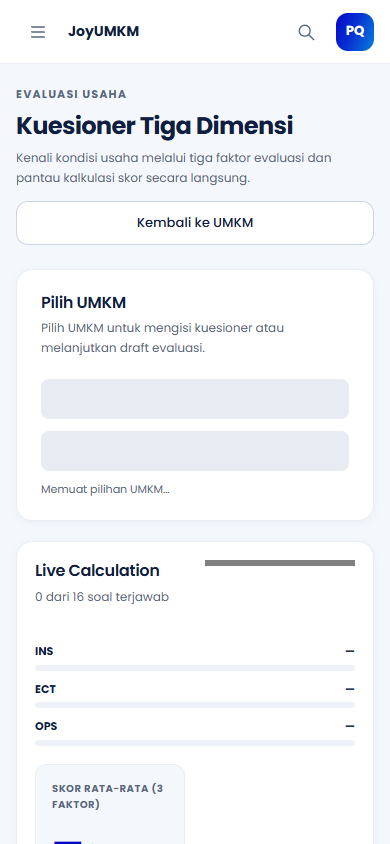 JoyUMKM
PQ
EVALUASI USAHA
Kuesioner Tiga Dimensi
Kenali kondisi usaha melalui tiga faktor evaluasi dan
pantau kalkulasi skor secara langsung.
Kembali ke UMKM
Pilih UMKM
Pilih UMKM untuk mengisi kuesioner atau
melanjutkan draft evaluasi.
Memuat pilihan UMKM...
Live Calculation
0 dari 16 soal terjawab
INS –
ECT –
OPS –
SKOR RATA-RATA (3
FAKTOR)